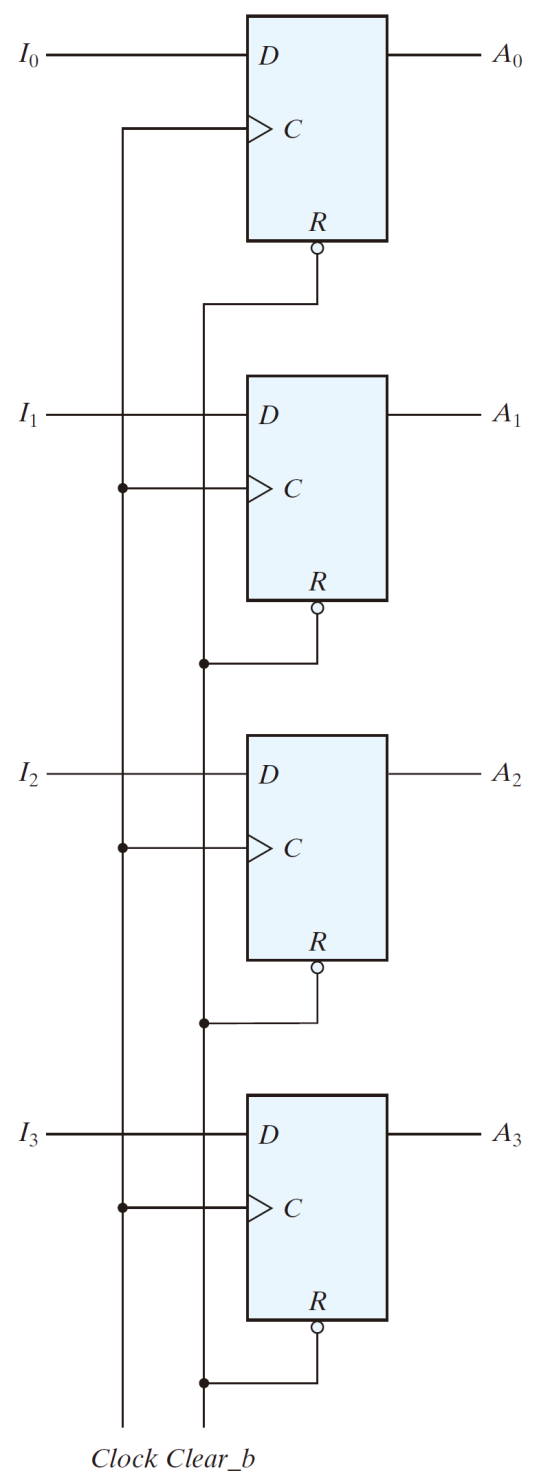 I₀ D A₀
C
R
I₁ D A₁
C
R
I₂ D A₂
C
R
I₃ D A₃
C
R
Clock Clear_b